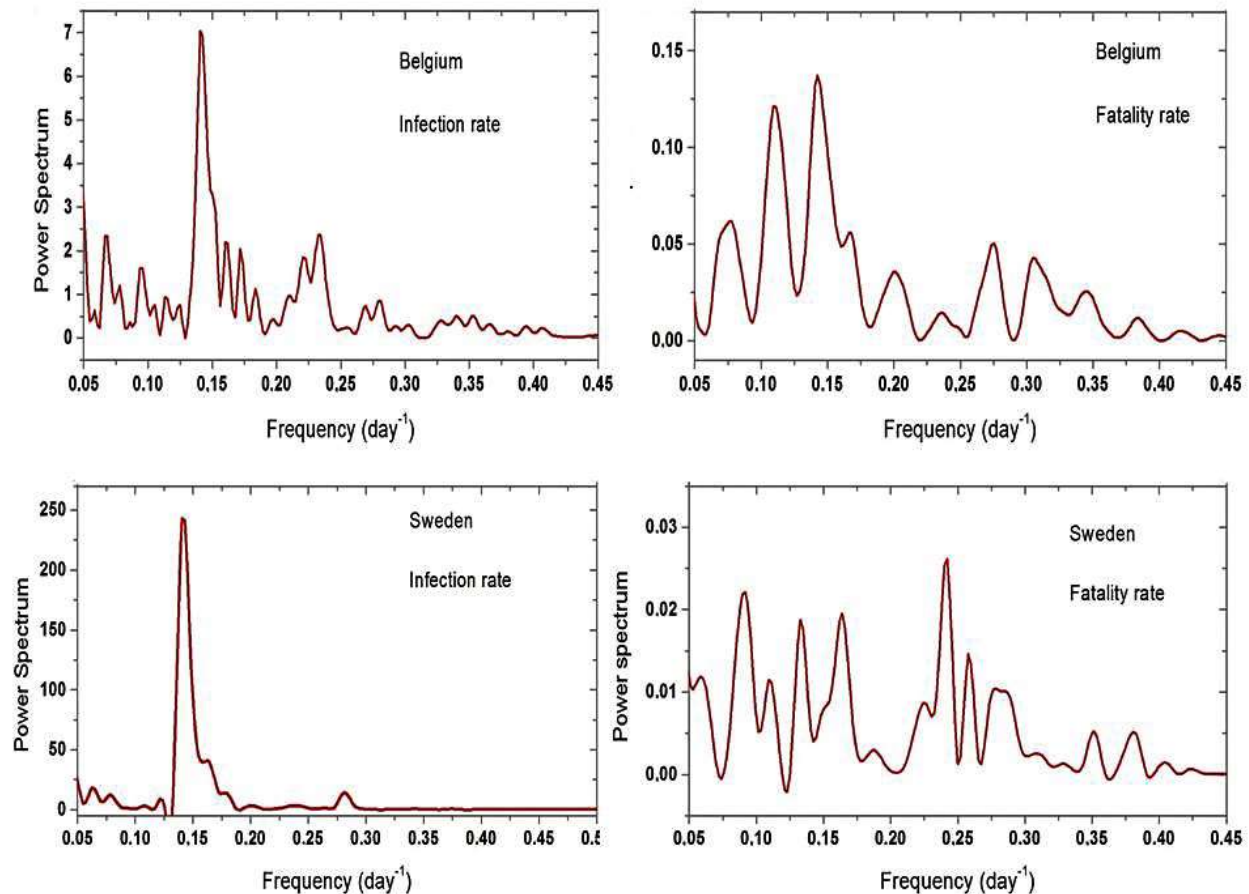 Power Spectrum
7
6
5
4
3
2
1
0
Belgium
Infection rate
0.05 0.10 0.15 0.20 0.25 0.30 0.35 0.40 0.45
Frequency (day⁻¹)
0.15
0.10
0.05
0.00
Belgium
Fatality rate
0.05 0.10 0.15 0.20 0.25 0.30 0.35 0.40 0.45
Frequency (day⁻¹)
Power Spectrum
250
200
150
100
50
0
Sweden
Infection rate
0.05 0.10 0.15 0.20 0.25 0.30 0.35 0.40 0.45 0.5
Frequency (day⁻¹)
Power spectrum
0.03
0.02
0.01
0.00
Sweden
Fatality rate
0.05 0.10 0.15 0.20 0.25 0.30 0.35 0.40 0.45
Frequency (day⁻¹)